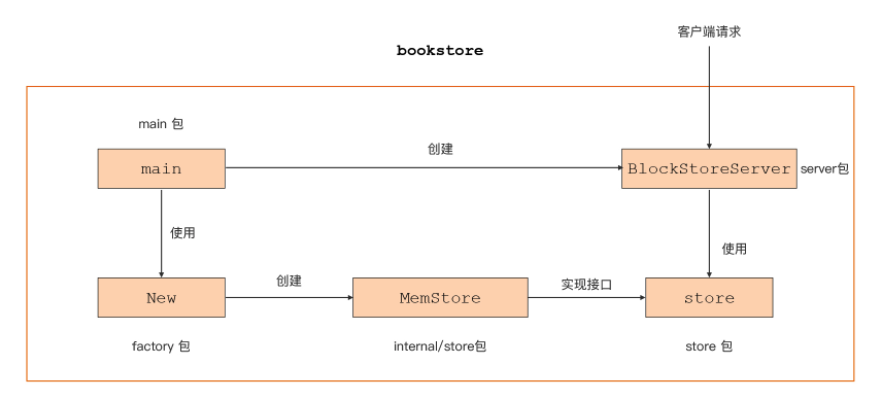 客户端请求
bookstore
main 包
main
创建
BlockStoreServer
server包
使用
使用
New
创建
MemStore
实现接口
store
factory 包
internal/store包
store 包